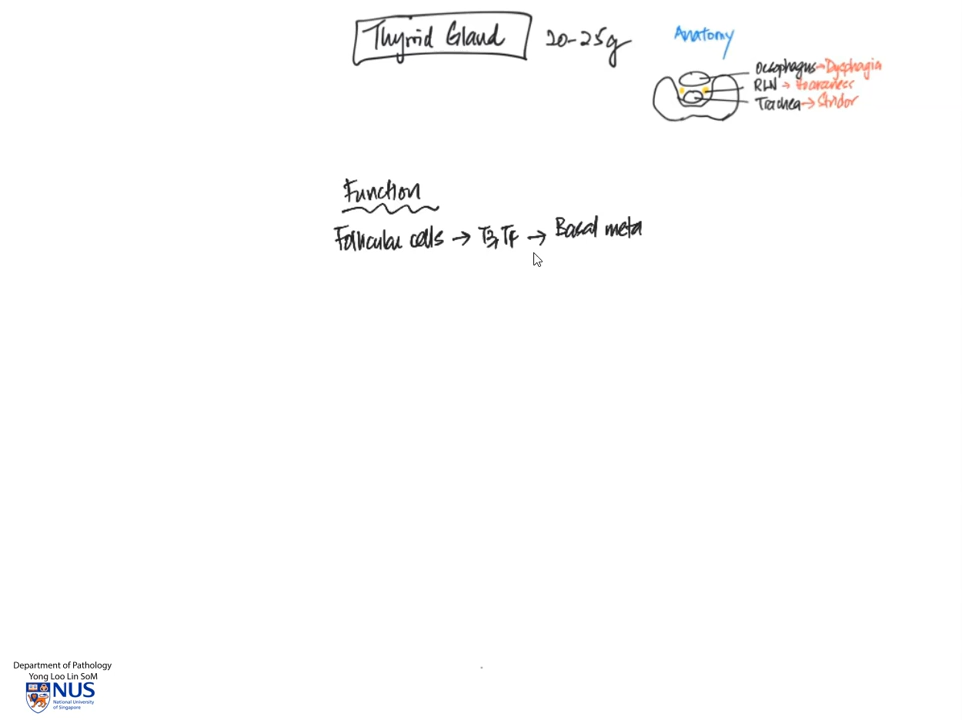 Thyroid Gland 20-25g
Anatomy
Oesophagus → Dysphagia
RLN → Hoarseness
Trachea → Stridor
Function
Follicular cells → T3, T4 → Basal meta
Department of Pathology
Yong Loo Lin SoM
NUS
National University
of Singapore